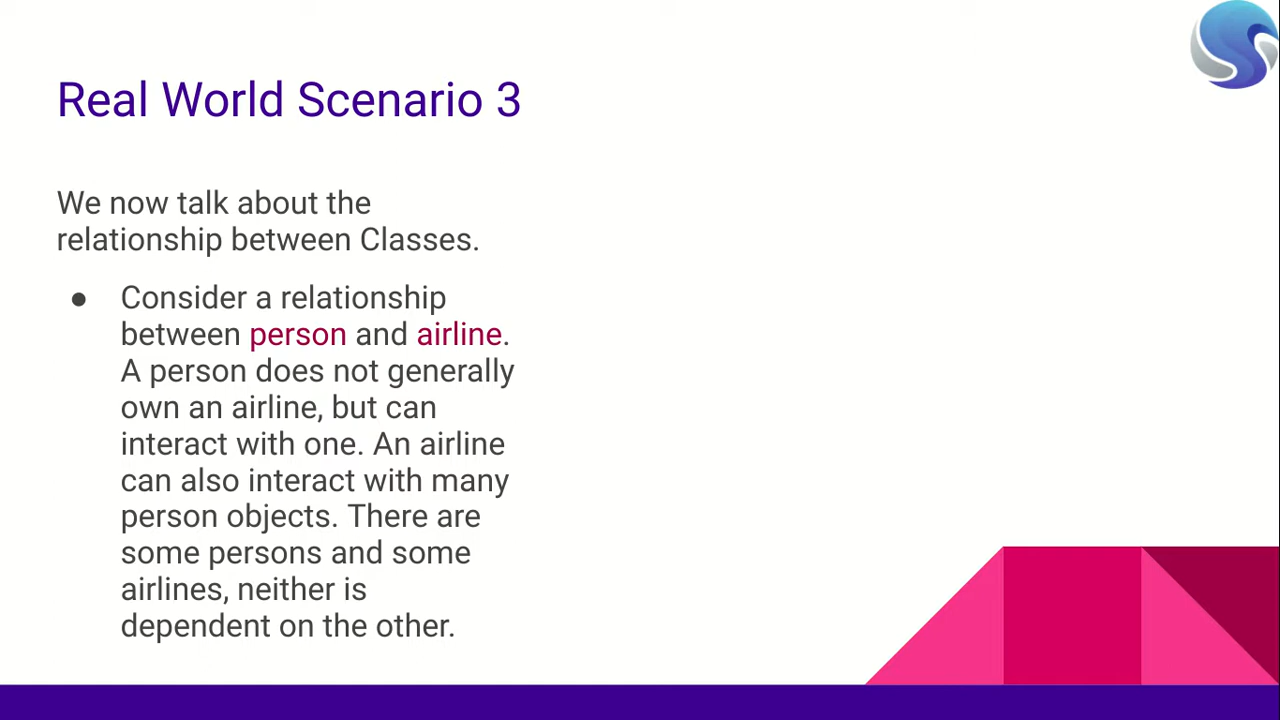 Real World Scenario 3
We now talk about the
relationship between Classes.
● Consider a relationship
between person and airline.
A person does not generally
own an airline, but can
interact with one. An airline
can also interact with many
person objects. There are
some persons and some
airlines, neither is
dependent on the other.